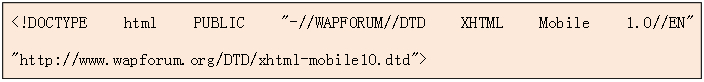 <!DOCTYPE html PUBLIC "-//WAPFORUM//DTD XHTML Mobile 1.0//EN"
"http://www.wapforum.org/DTD/xhtml-mobile10.dtd">